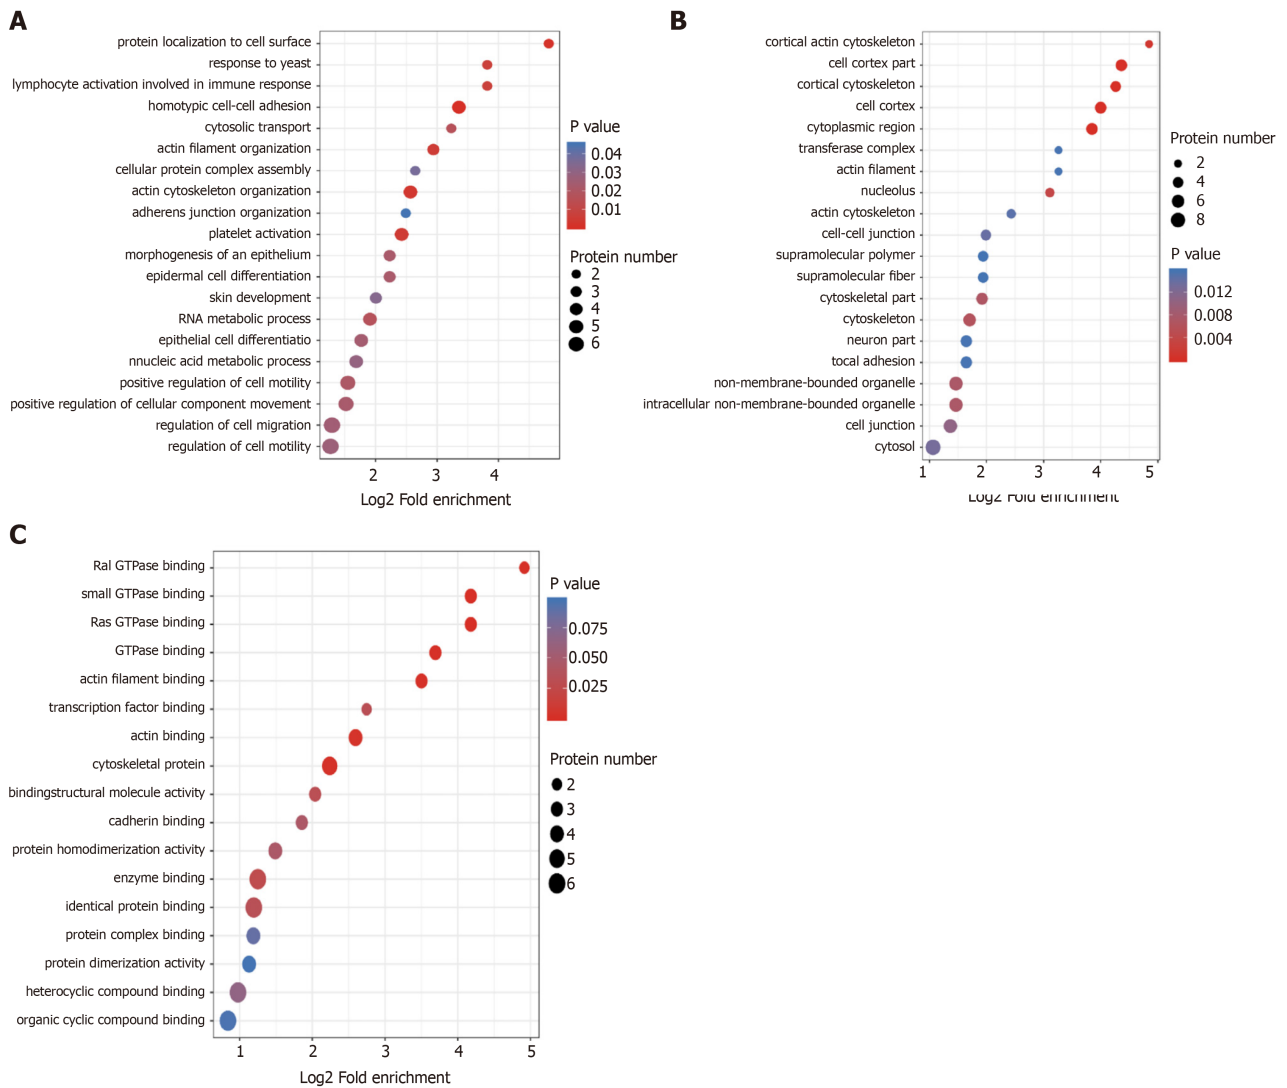 A
protein localization to cell surface
response to yeast
lymphocyte activation involved in immune response
homotypic cell-cell adhesion
cytosolic transport
actin filament organization
cellular protein complex assembly
actin cytoskeleton organization
adherens junction organization
platelet activation
morphogenesis of an epithelium
epidermal cell differentiation
skin development
RNA metabolic process
epithelial cell differentiatio
nnucleic acid metabolic process
positive regulation of cell motility
positive regulation of cellular component movement
regulation of cell migration
regulation of cell motility
2 3 4
Log2 Fold enrichment
P value
0.04
0.03
0.02
0.01
Protein number
2
3
4
5
6
B
cortical actin cytoskeleton
cell cortex part
cortical cytoskeleton
cell cortex
cytoplasmic region
transferase complex
actin filament
nucleolus
actin cytoskeleton
cell-cell junction
supramolecular polymer
supramolecular fiber
cytoskeletal part
cytoskeleton
neuron part
tocal adhesion
non-membrane-bounded organelle
intracellular non-membrane-bounded organelle
cell junction
cytosol
1 2 3 4 5
Log2 Fold enrichment
Protein number
2
4
6
8
P value
0.012
0.008
0.004
C
Ral GTPase binding
small GTPase binding
Ras GTPase binding
GTPase binding
actin filament binding
transcription factor binding
actin binding
cytoskeletal protein
bindingstructural molecule activity
cadherin binding
protein homodimerization activity
enzyme binding
identical protein binding
protein complex binding
protein dimerization activity
heterocyclic compound binding
organic cyclic compound binding
1 2 3 4 5
Log2 Fold enrichment
P value
0.075
0.050
0.025
Protein number
2
3
4
5
6